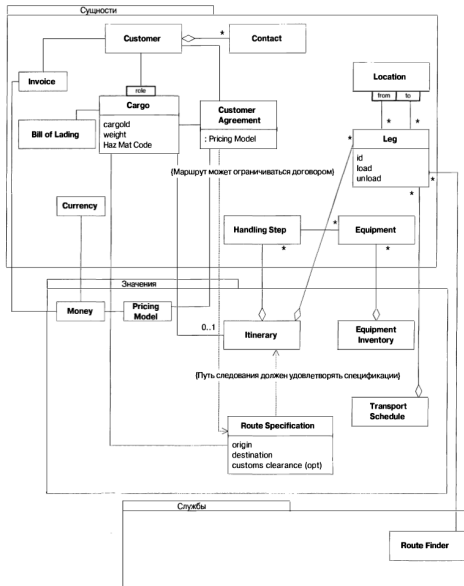 Сущности
Customer
*
Contact
Invoice
Location
role
from
to
Cargo
cargoId
weight
Haz Mat Code
Bill of Lading
Customer
Agreement
: Pricing Model
*
*
*
Leg
id
load
unload
*
*
{Маршрут может ограничиваться договором}
Currency
Handling Step
*
*
Equipment
*
Значения
Money
Pricing
Model
0..1
Itinerary
Equipment
Inventory
{Путь следования должен удовлетворять спецификации}
Transport
Schedule
Route Specification
origin
destination
customs clearance (opt)
Службы
Route Finder